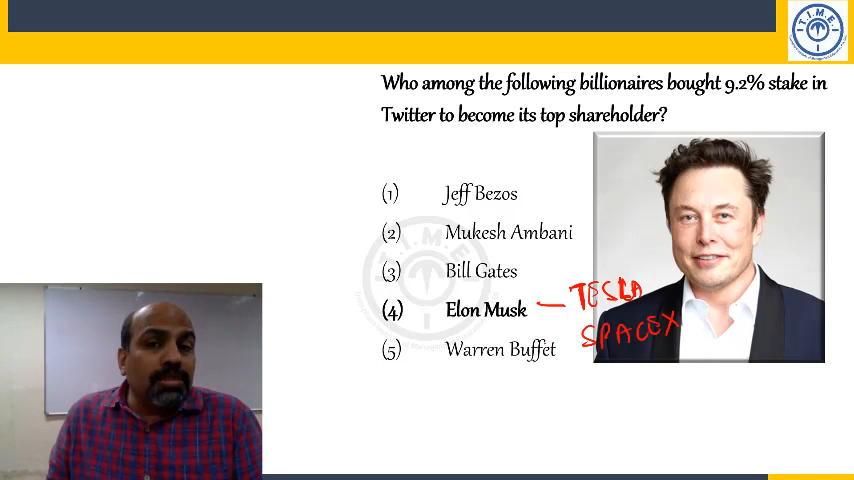 T.I.M.E.
Who among the following billionaires bought 9.2% stake in
Twitter to become its top shareholder?
(1) Jeff Bezos
(2) Mukesh Ambani
(3) Bill Gates
(4) Elon Musk — TESLA
SPACEX
(5) Warren Buffet